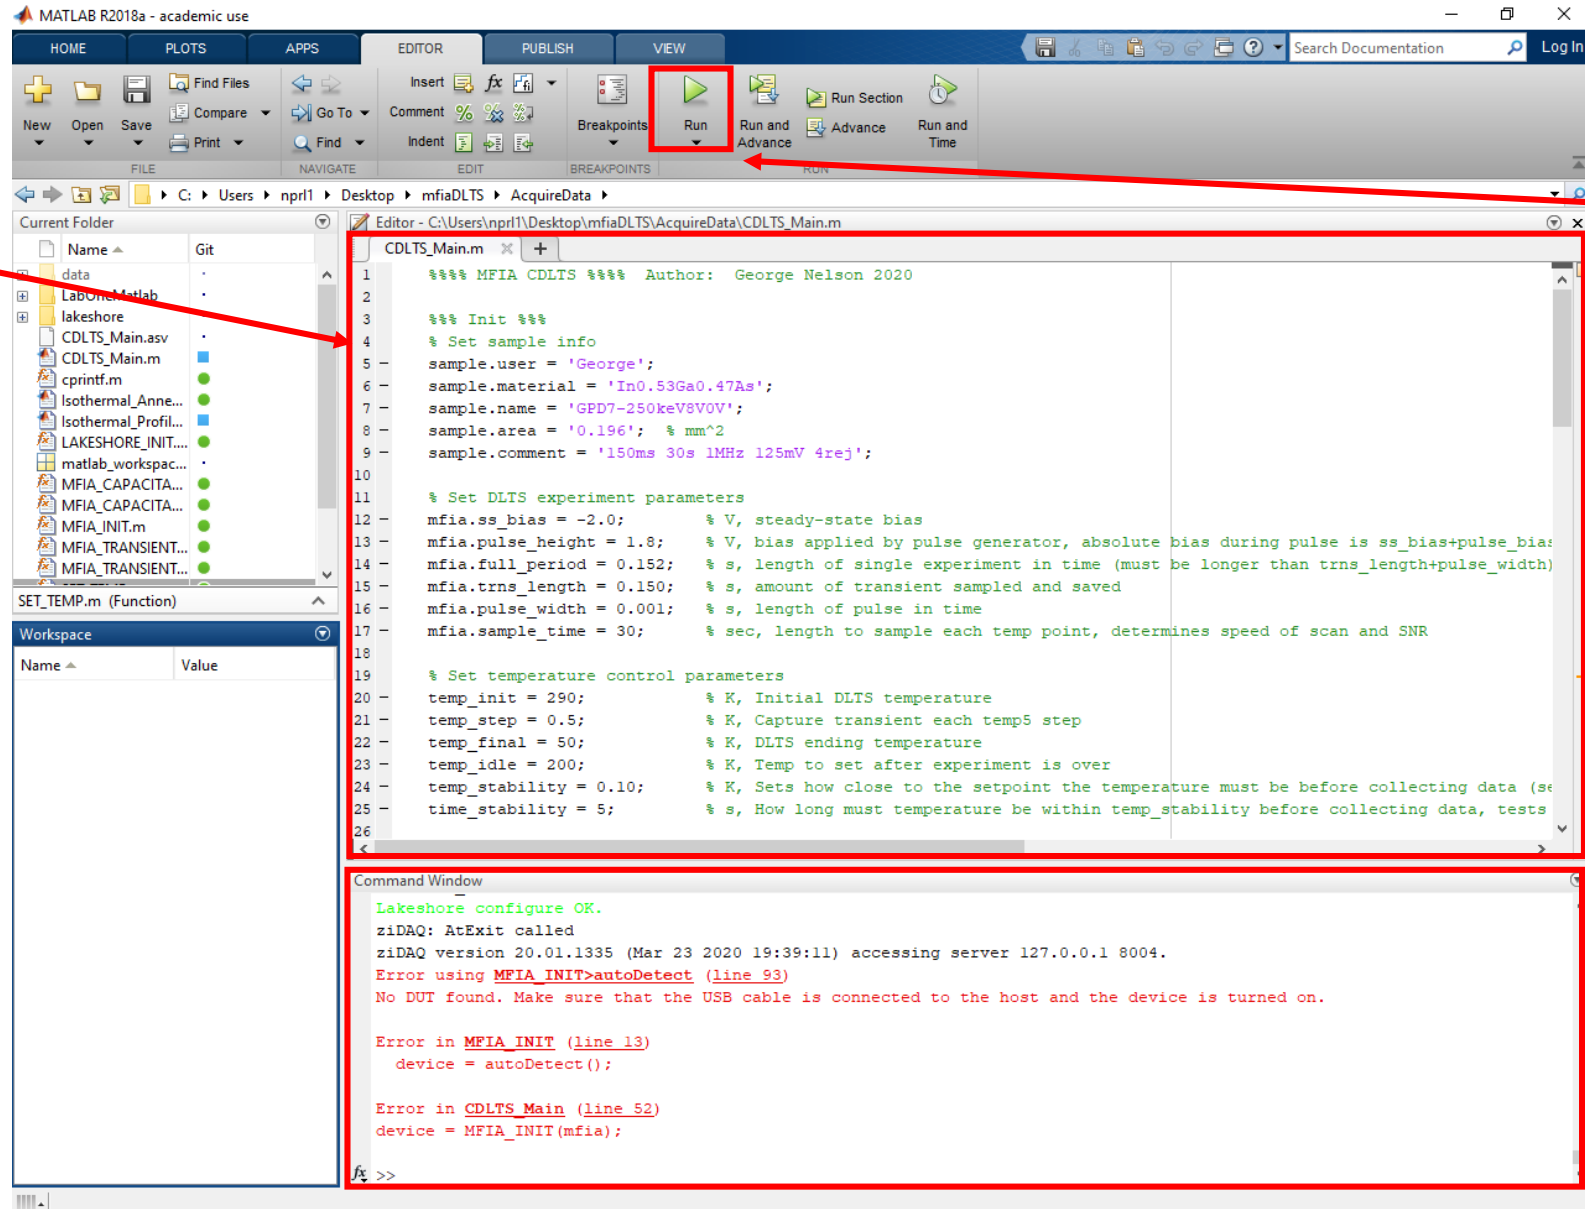 MATLAB R2018a - academic use
HOME PLOTS APPS EDITOR PUBLISH VIEW Search Documentation Log In
New Open Save Find Files Compare Print Go To Find Insert fx Comment Indent Breakpoints Run Run and Advance Run Section Advance Run and Time
FILE NAVIGATE EDIT BREAKPOINTS RUN
C: Users nprl1 Desktop mfiaDLTS AcquireData
Current Folder
Name Git
data
LabOneMatlab
lakeshore
CDLTS_Main.asv
CDLTS_Main.m
cprintf.m
Isothermal_Anne...
Isothermal_Profil...
LAKESHORE_INIT....
matlab_workspac...
MFIA_CAPACITA...
MFIA_CAPACITA...
MFIA_INIT.m
MFIA_TRANSIENT...
MFIA_TRANSIENT...
SET_TEMP.m (Function)
Workspace
Name Value
Editor - C:\Users\nprl1\Desktop\mfiaDLTS\AcquireData\CDLTS_Main.m
CDLTS_Main.m +
1 %%%% MFIA CDLTS %%%% Author: George Nelson 2020
2
3 %%% Init %%%
4 % Set sample info
5 - sample.user = 'George';
6 - sample.material = 'In0.53Ga0.47As';
7 - sample.name = 'GPD7-250keV8V0V';
8 - sample.area = '0.196'; % mm^2
9 - sample.comment = '150ms 30s 1MHz 125mV 4rej';
10
11 % Set DLTS experiment parameters
12 - mfia.ss_bias = -2.0; % V, steady-state bias
13 - mfia.pulse_height = 1.8; % V, bias applied by pulse generator, absolute bias during pulse is ss_bias+pulse_bias
14 - mfia.full_period = 0.152; % s, length of single experiment in time (must be longer than trns_length+pulse_width)
15 - mfia.trns_length = 0.150; % s, amount of transient sampled and saved
16 - mfia.pulse_width = 0.001; % s, length of pulse in time
17 - mfia.sample_time = 30; % sec, length to sample each temp point, determines speed of scan and SNR
18
19 % Set temperature control parameters
20 - temp_init = 290; % K, Initial DLTS temperature
21 - temp_step = 0.5; % K, Capture transient each temp5 step
22 - temp_final = 50; % K, DLTS ending temperature
23 - temp_idle = 200; % K, Temp to set after experiment is over
24 - temp_stability = 0.10; % K, Sets how close to the setpoint the temperature must be before collecting data (se
25 - time_stability = 5; % s, How long must temperature be within temp_stability before collecting data, tests
26
Command Window
Lakeshore configure OK.
ziDAQ: AtExit called
ziDAQ version 20.01.1335 (Mar 23 2020 19:39:11) accessing server 127.0.0.1 8004.
Error using MFIA_INIT>autoDetect (line 93)
No DUT found. Make sure that the USB cable is connected to the host and the device is turned on.
Error in MFIA_INIT (line 13)
device = autoDetect();
Error in CDLTS_Main (line 52)
device = MFIA_INIT(mfia);
fx >>